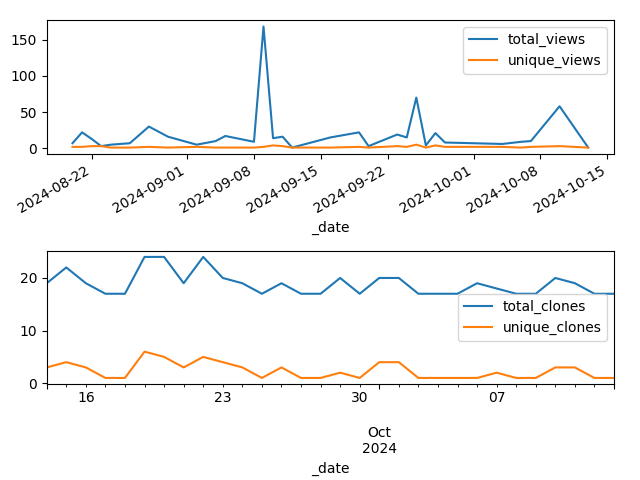 150
100
50
0
total_views
unique_views
2024-08-22
2024-09-01
2024-09-08
2024-09-15
2024-09-22
2024-10-01
2024-10-08
2024-10-15
_date
20
10
0
total_clones
unique_clones
16
23
30
07
Oct
2024
_date